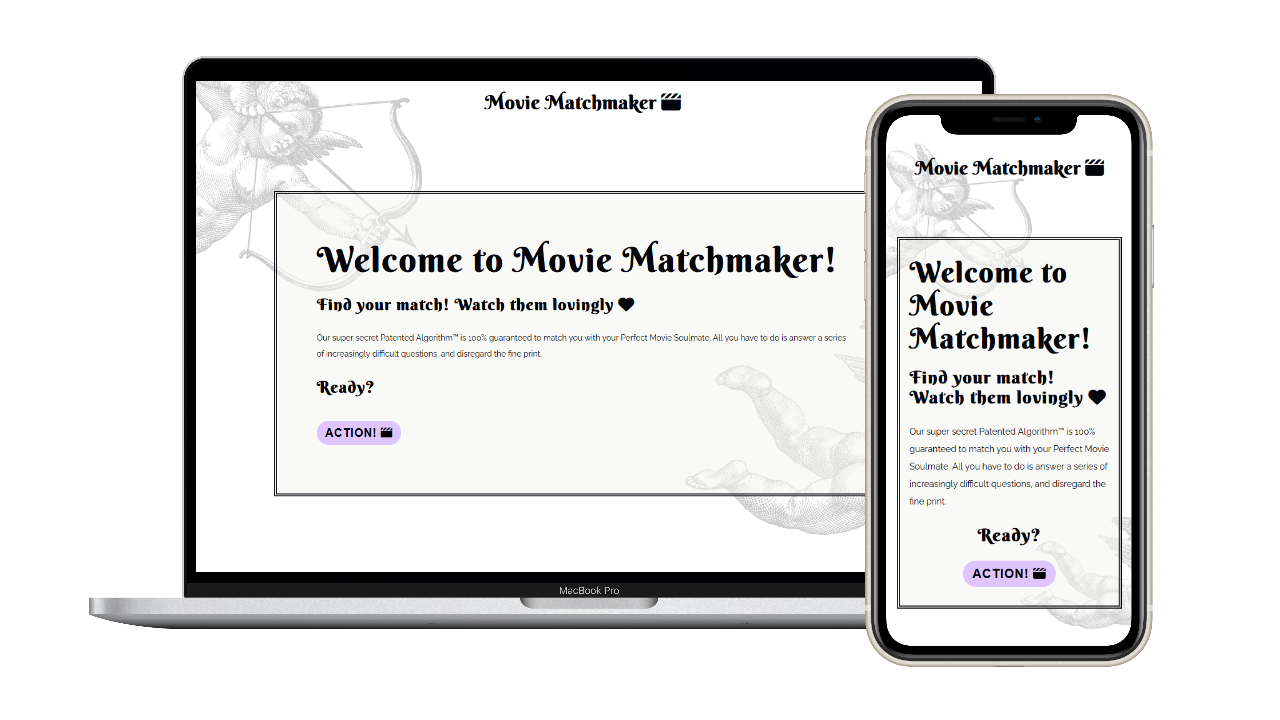 Movie Matchmaker
Welcome to Movie Matchmaker!
Find your match! Watch them lovingly
Our super secret Patented Algorithm™ is 100% guaranteed to match you with your Perfect Movie Soulmate. All you have to do is answer a series
of increasingly difficult questions, and disregard the fine print.
Ready?
ACTION!
MacBook Pro
Movie Matchmaker
Welcome to
Movie
Matchmaker!
Find your match!
Watch them lovingly
Our super secret Patented Algorithm™ is 100%
guaranteed to match you with your Perfect Movie
Soulmate. All you have to do is answer a series of
increasingly difficult questions, and disregard the
fine print.
Ready?
ACTION!